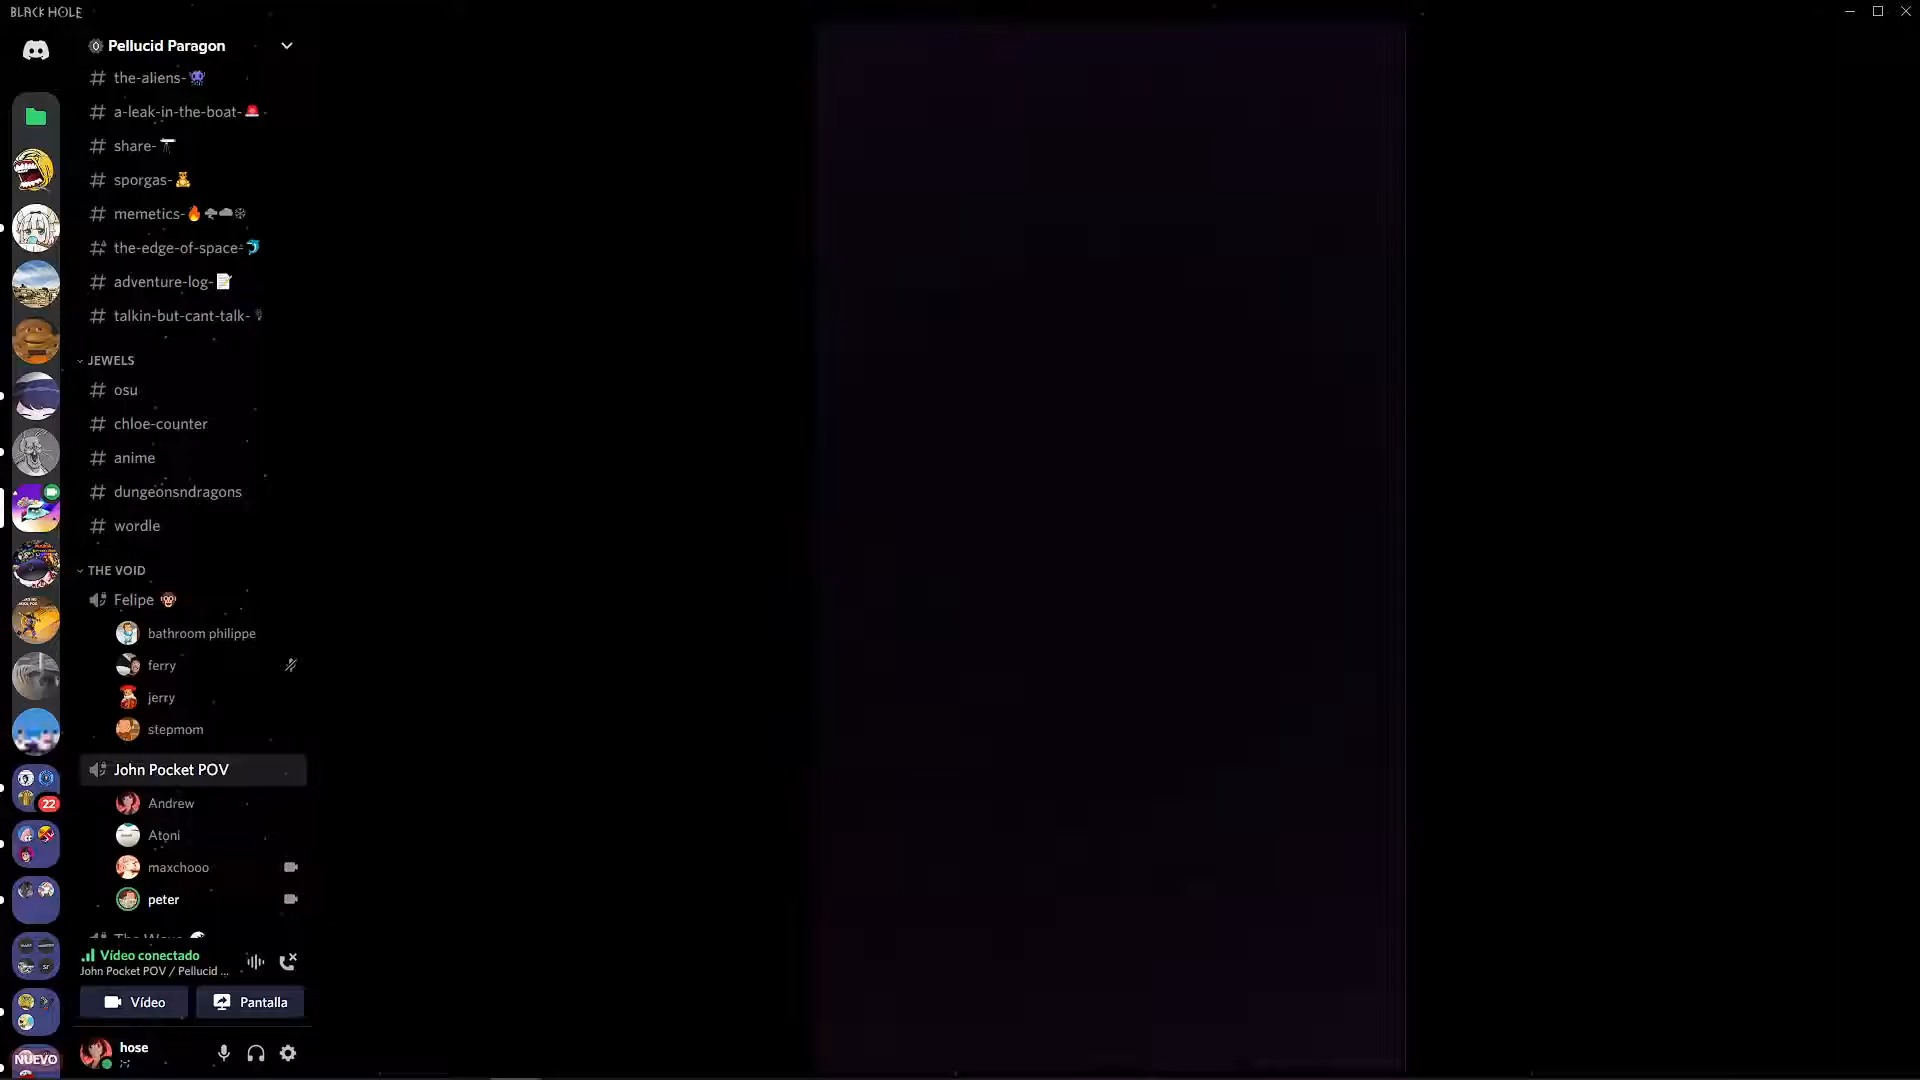 BLACK HOLE
Pellucid Paragon
the-aliens-
a-leak-in-the-boat-
share-
sporgas-
memetics-
the-edge-of-space-
adventure-log-
talkin-but-cant-talk-
JEWELS
osu
chloe-counter
anime
dungeonsndragons
wordle
THE VOID
Felipe
bathroom philippe
ferry
jerry
stepmom
John Pocket POV
Andrew
Atoni
22
maxchooo
peter
Vídeo conectado
John Pocket POV / Pellucid ...
Vídeo
Pantalla
hose
NUEVO